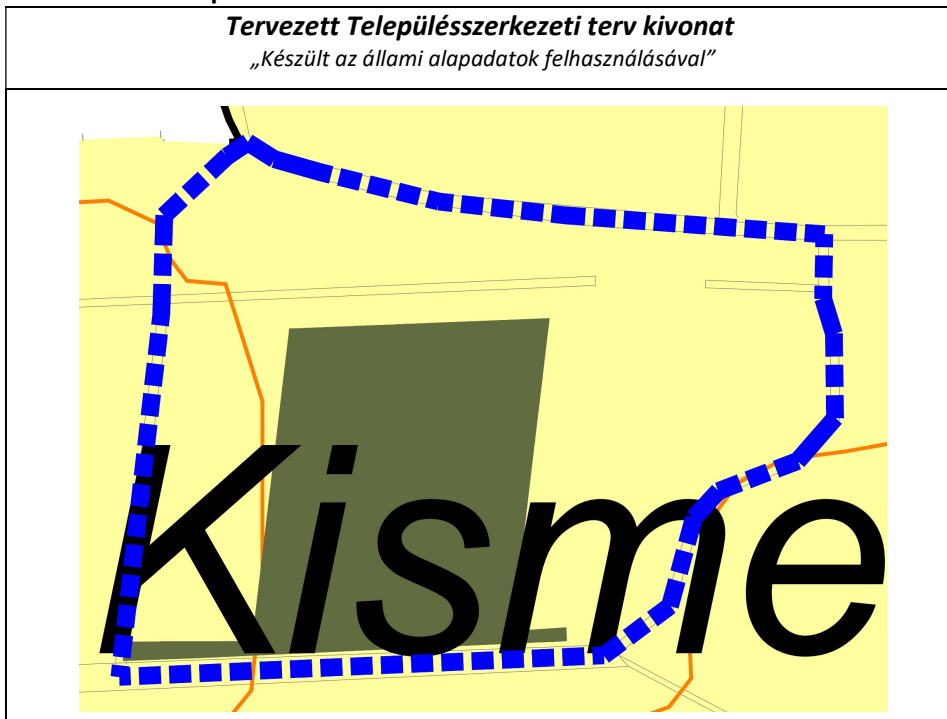 Tervezett Településszerkezeti terv kivonat
„Készült az állami alapadatok felhasználásával”
Kisme